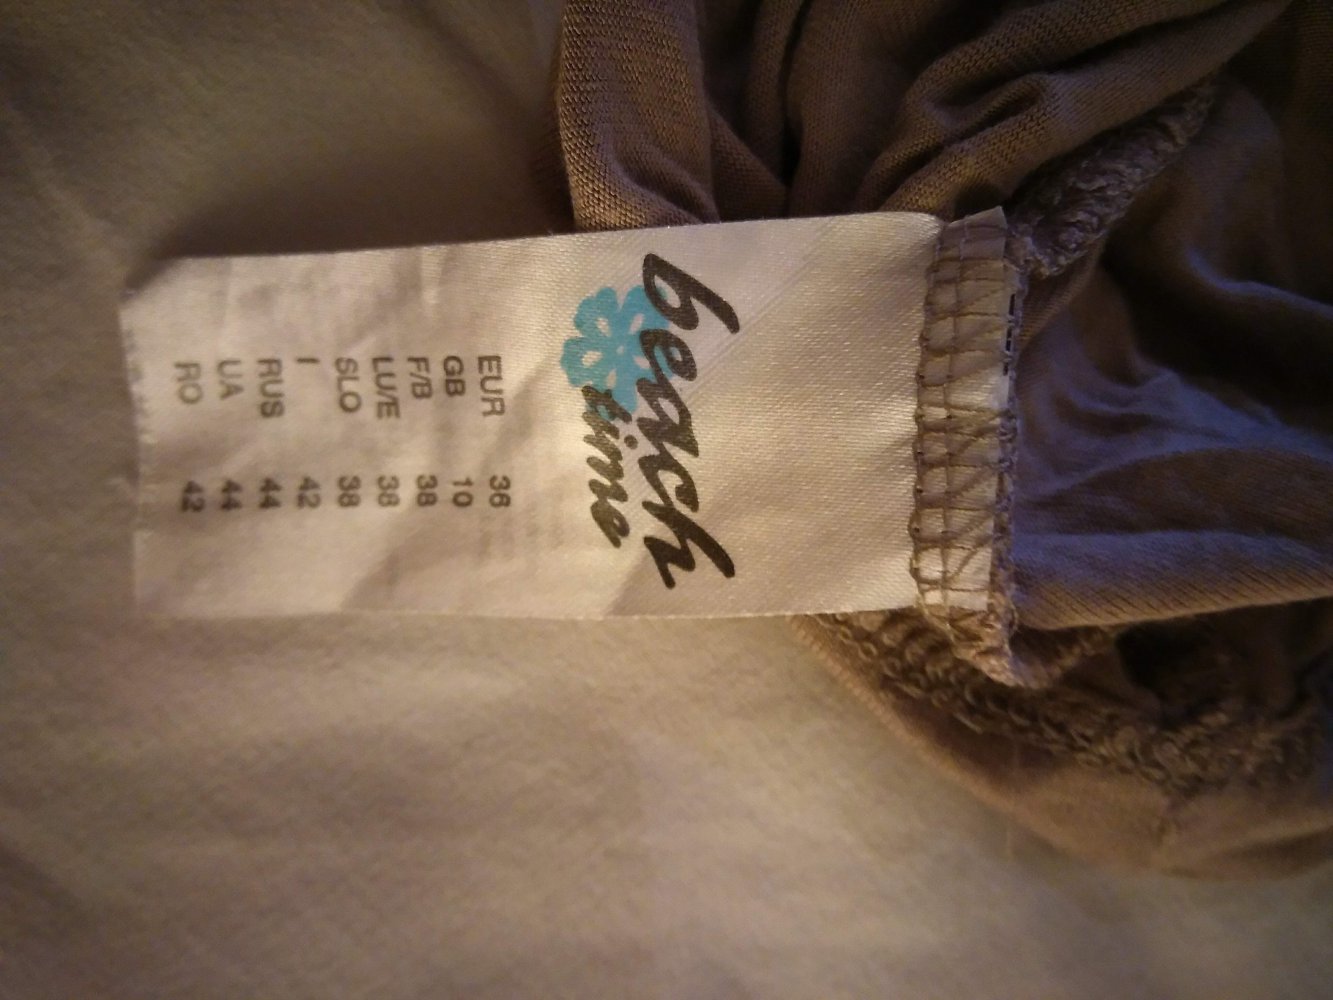 beach
time
EUR 36
GB 10
F/B 38
LU/E 38
SLO 38
I 42
RUS 44
UA 44
RO 42